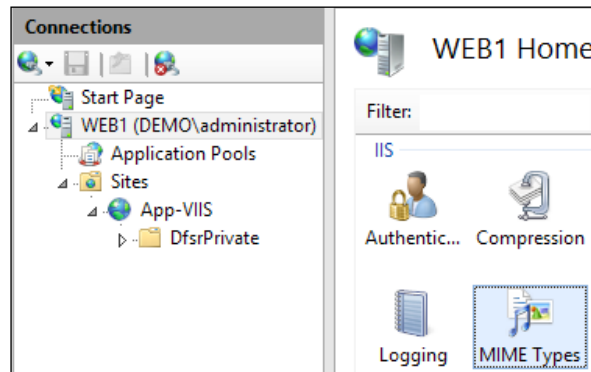 Connections
Start Page
WEB1 (DEMO\administrator)
Application Pools
Sites
App-VIIS
DfsrPrivate
WEB1 Home
Filter:
IIS
Authentic... Compression
Logging MIME Types